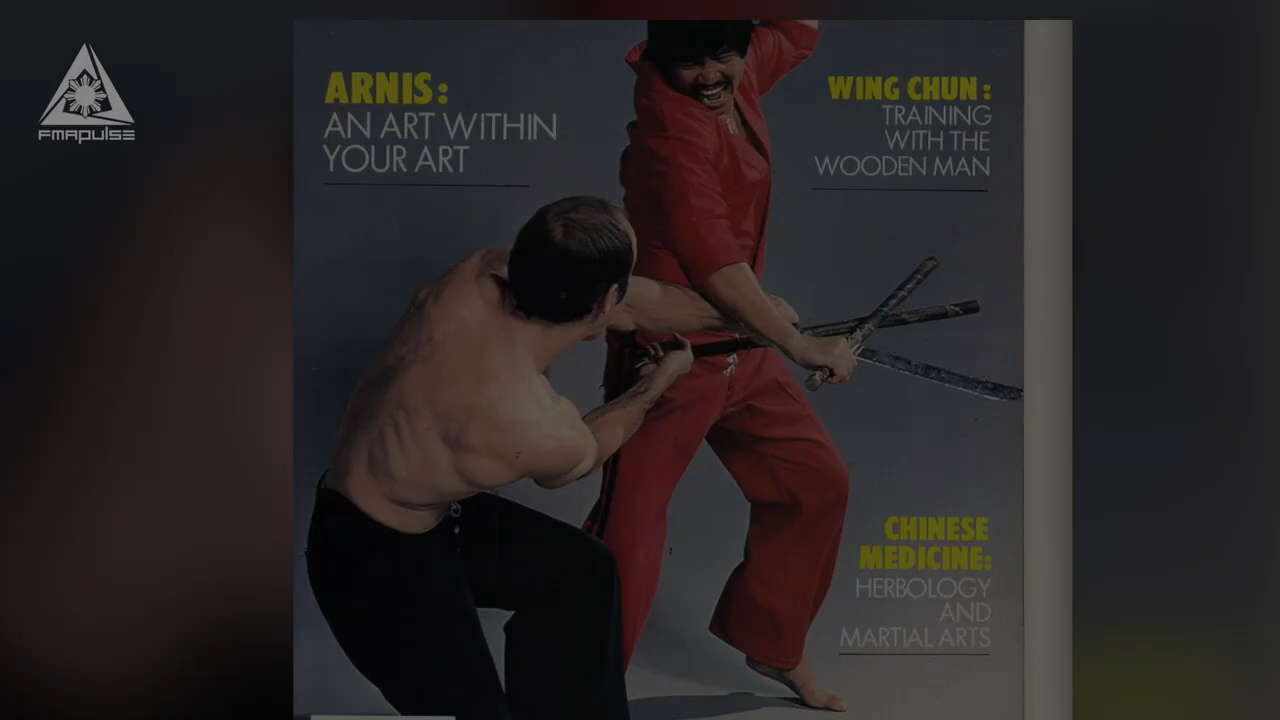 FMAPULSE
ARNIS:
AN ART WITHIN
YOUR ART
WING CHUN:
TRAINING
WITH THE
WOODEN MAN
CHINESE
MEDICINE:
HERBOLOGY
AND
MARTIAL ARTS